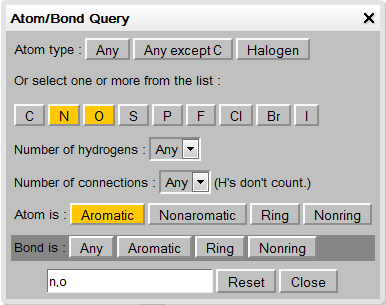 Atom/Bond Query ×
Atom type : Any Any except C Halogen
Or select one or more from the list :
C N O S P F Cl Br I
Number of hydrogens : Any
Number of connections : Any (H's don't count.)
Atom is : Aromatic Nonaromatic Ring Nonring
Bond is : Any Aromatic Ring Nonring
n,o Reset Close